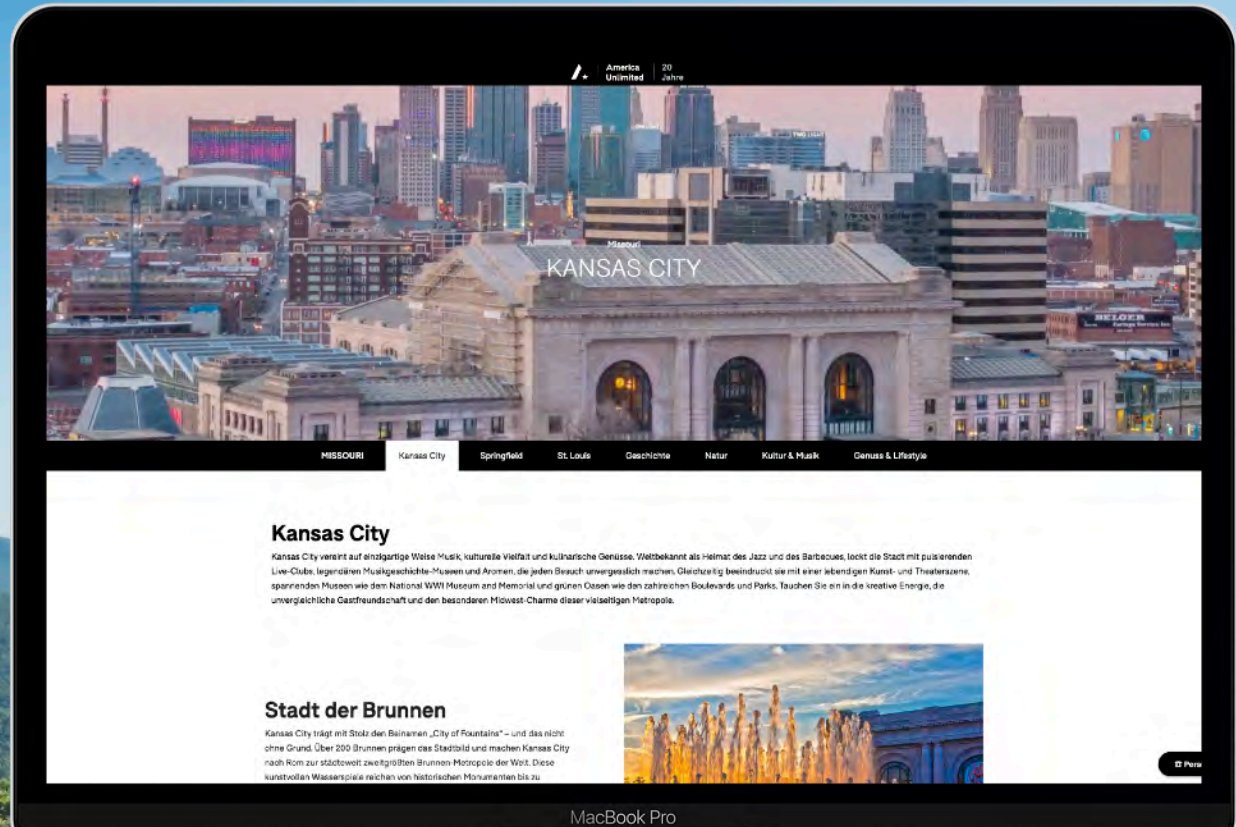 America
Unlimited
20
Jahre
Missouri
KANSAS CITY
MISSOURI
Kansas City
Springfield
St. Louis
Geschichte
Natur
Kultur & Musik
Genuss & Lifestyle
Kansas City
Kansas City vereint auf einzigartige Weise Musik, kulturelle Vielfalt und kulinarische Genüsse. Weltbekannt als Heimat des Jazz und des Barbecues, lockt die Stadt mit pulsierenden
Live-Clubs, legendären Musikgeschichte-Museen und Aromen, die jeden Besuch unvergesslich machen. Gleichzeitig beeindruckt sie mit einer lebendigen Kunst- und Theaterszene,
spannenden Museen wie dem National WWI Museum and Memorial und grünen Oasen wie den zahlreichen Boulevards und Parks. Tauchen Sie ein in die kreative Energie, die
unvergleichliche Gastfreundschaft und den besonderen Midwest-Charme dieser vielseitigen Metropole.
Stadt der Brunnen
Kansas City trägt mit Stolz den Beinamen „City of Fountains“ – und das nicht
ohne Grund. Über 200 Brunnen prägen das Stadtbild und machen Kansas City
nach Rom zur städteweit zweitgrößten Brunnen-Metropole der Welt. Diese
kunstvollen Wasserspiele reichen von historischen Monumenten bis zu
MacBook Pro